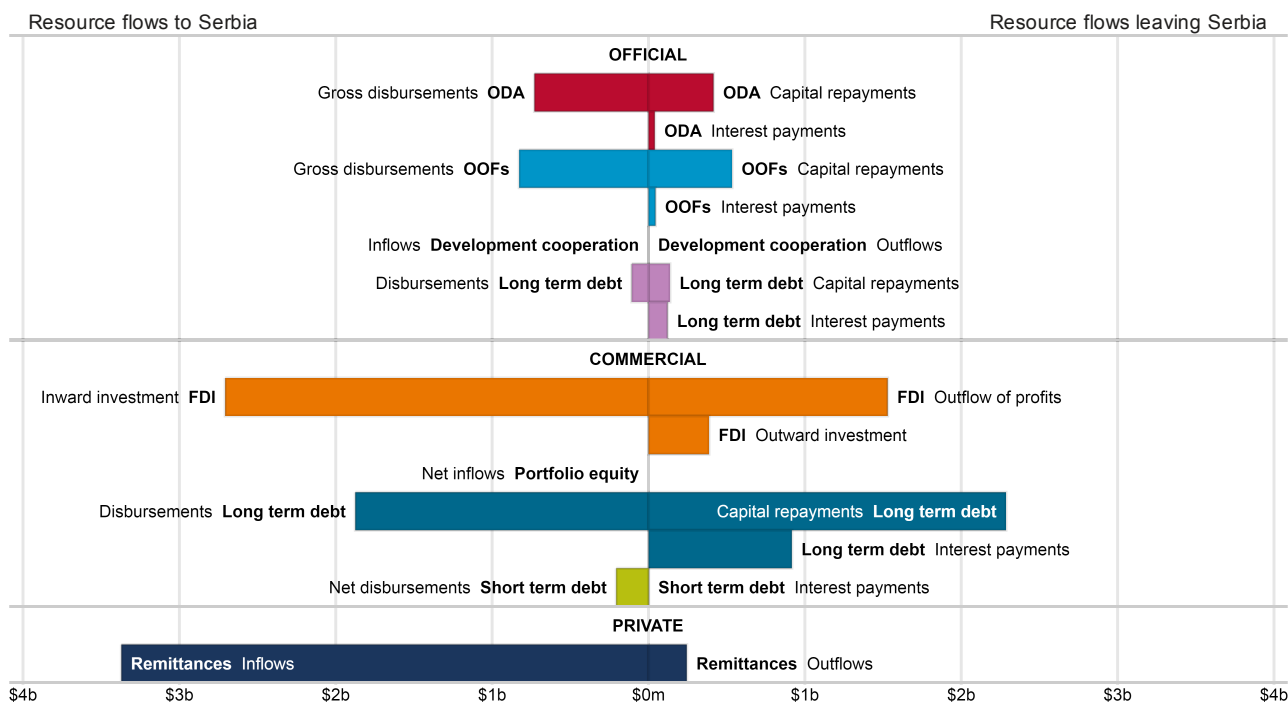 Resource flows to Serbia Resource flows leaving Serbia
OFFICIAL
Gross disbursements ODA ODA Capital repayments
ODA Interest payments
Gross disbursements OOFs OOFs Capital repayments
OOFs Interest payments
Inflows Development cooperation Development cooperation Outflows
Disbursements Long term debt Long term debt Capital repayments
Long term debt Interest payments
COMMERCIAL
Inward investment FDI FDI Outflow of profits
FDI Outward investment
Net inflows Portfolio equity
Disbursements Long term debt Capital repayments Long term debt
Long term debt Interest payments
Net disbursements Short term debt Short term debt Interest payments
PRIVATE
Remittances Inflows Remittances Outflows
$4b $3b $2b $1b $0m $1b $2b $3b $4b